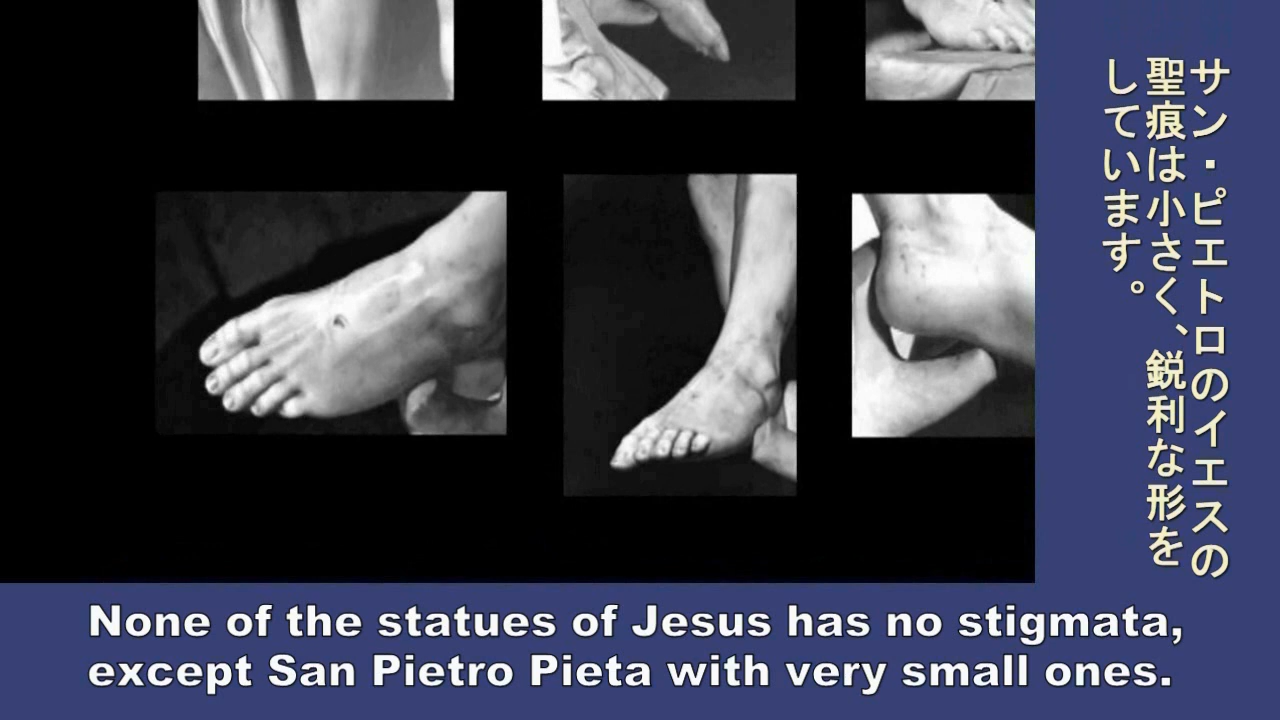 サン・ピエトロのイエスの
聖痕は小さく、鋭利な形を
しています。
None of the statues of Jesus has no stigmata,
except San Pietro Pieta with very small ones.